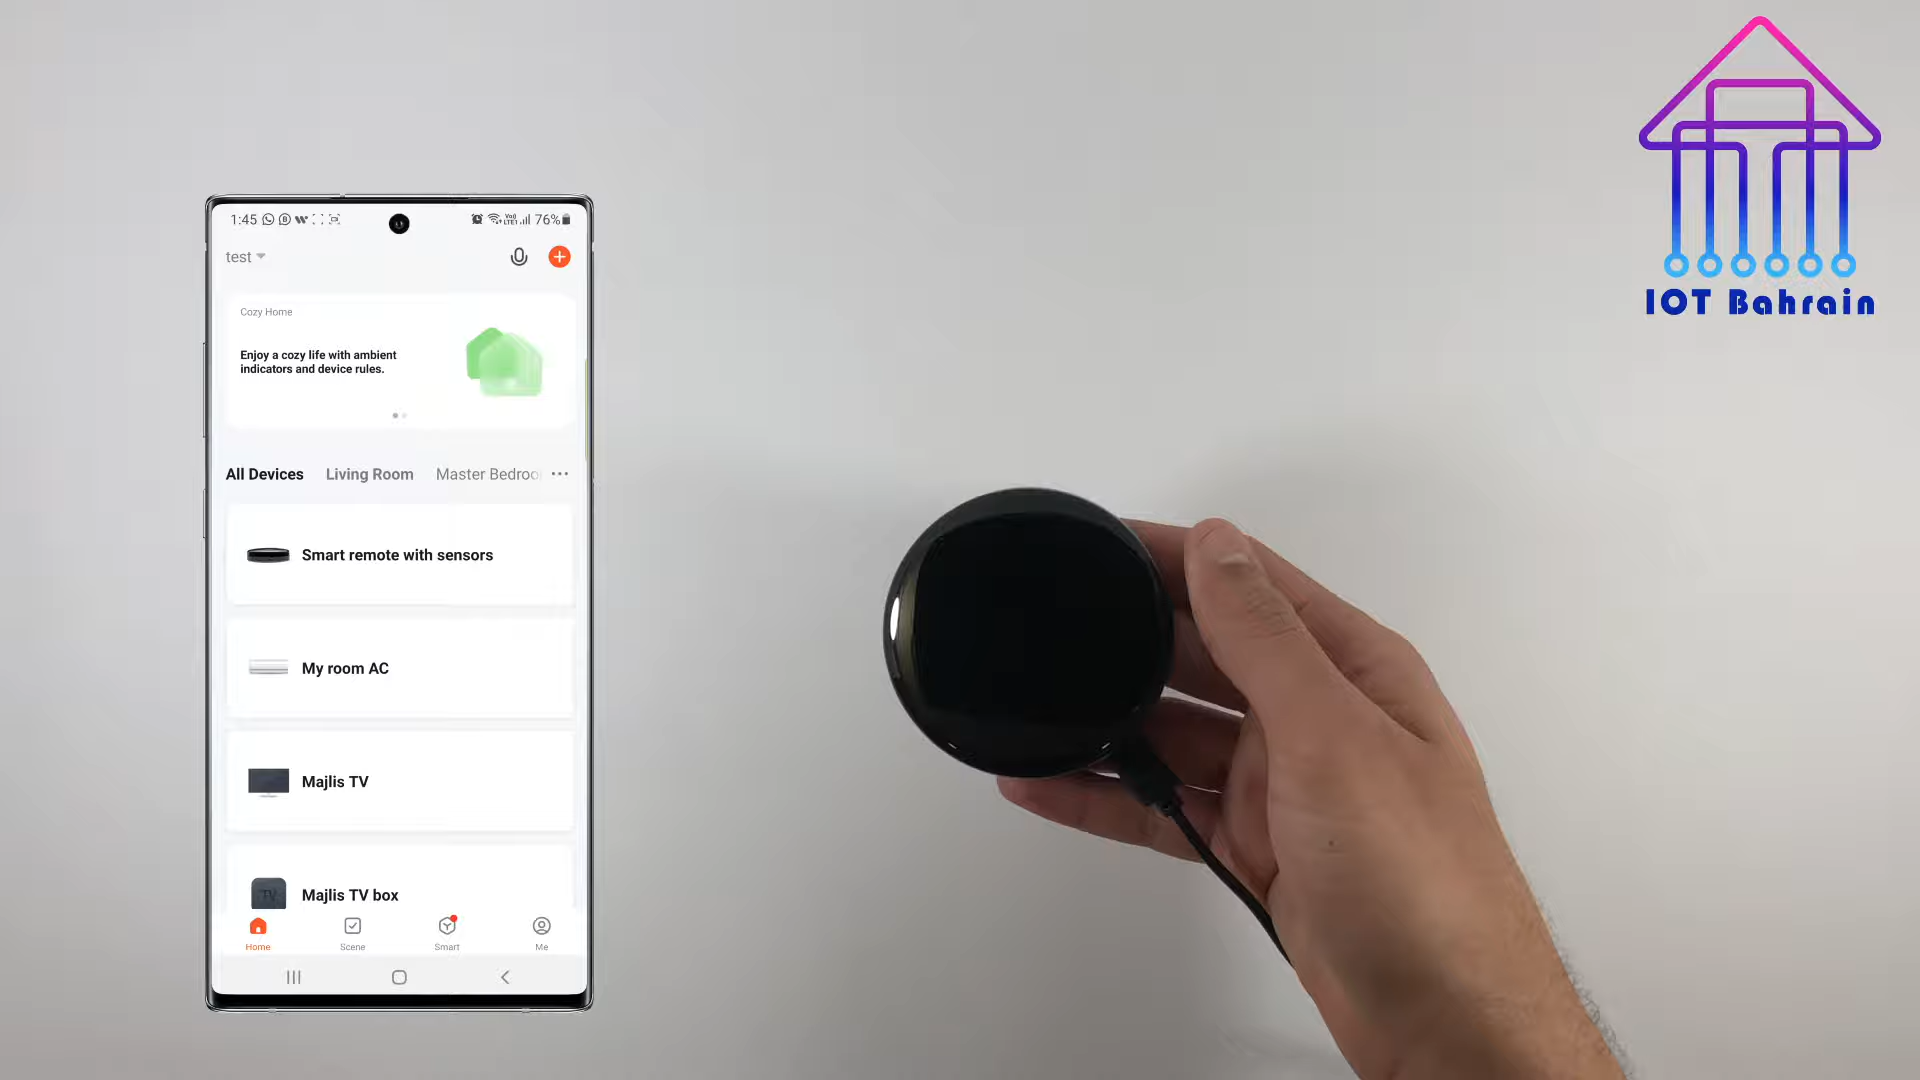 1:45
76%
test
Cozy Home
Enjoy a cozy life with ambient
indicators and device rules.
All Devices
Living Room
Master Bedroo
Smart remote with sensors
My room AC
Majlis TV
TV
Majlis TV box
Home
Scene
Smart
Me
IOT Bahrain